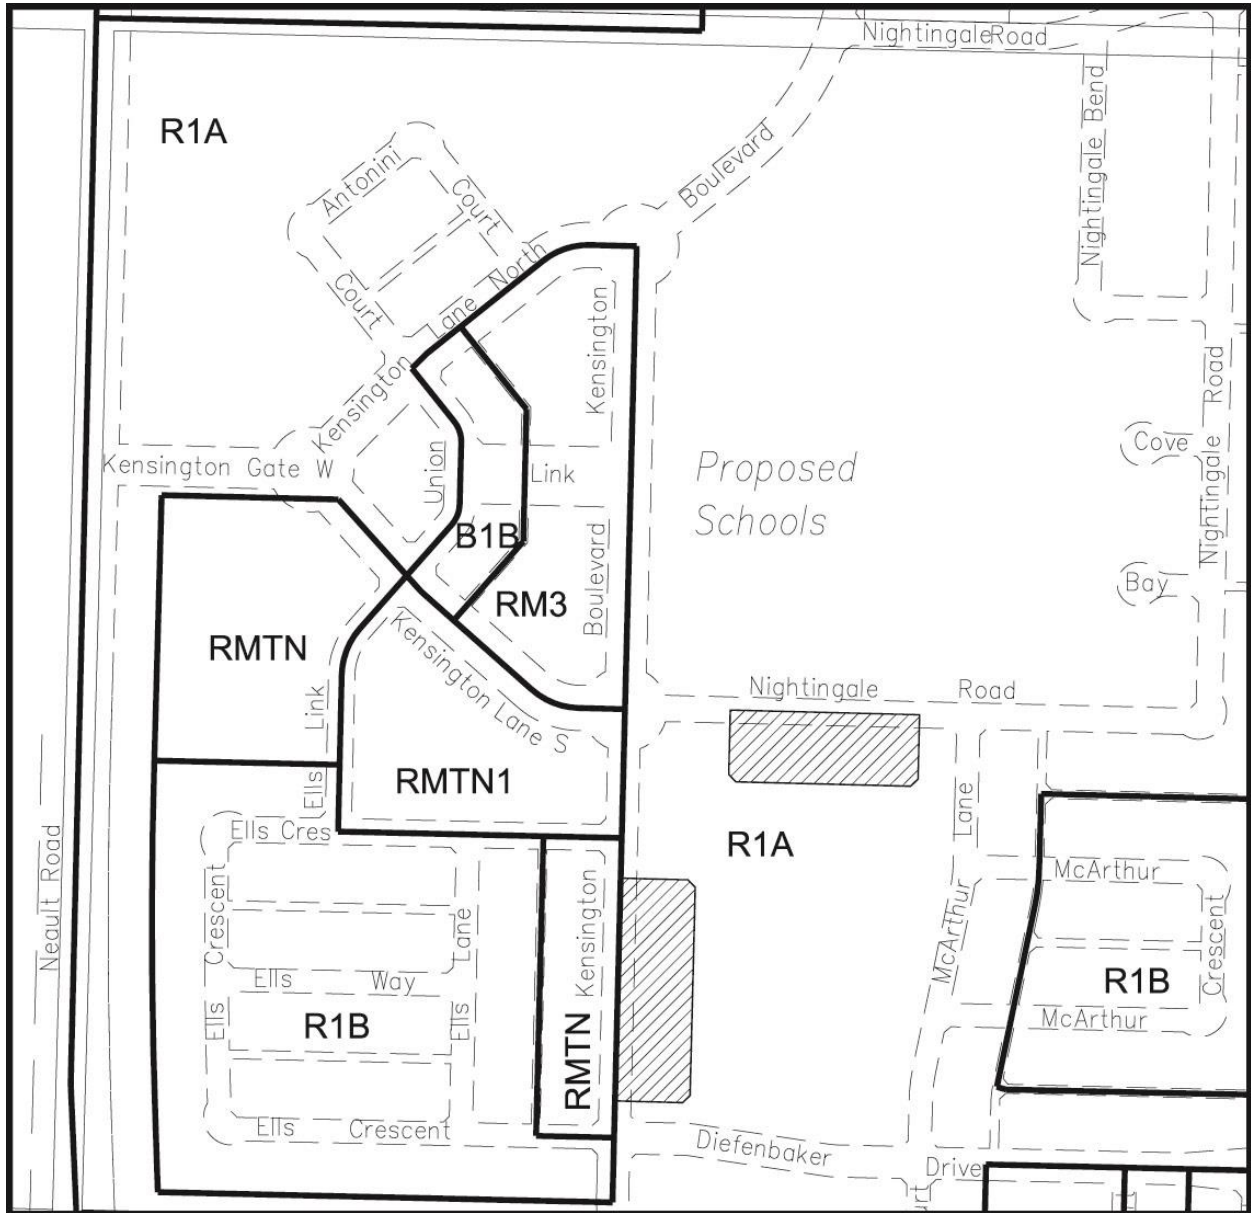 NightingaleRoad
R1A
Nightingale Bend
Boulevard
Antonini
Court
Court
Lane North
Kensington
Kensington
Nightingale Road
Cove
Kensington Gate W
Union
Link
Proposed
Schools
B1B
Boulevard
Bay
RM3
RMTN
Kensington Lane S
Link
Nightingale Road
Ells
RMTN1
Lane
Ells Cres
R1A
McArthur
Neault Road
Crescent
Lane
Kensington
McArthur
Crescent
Ells Way
R1B
McArthur
Ells
R1B
Ells
RMTN
Ells Crescent
Diefenbaker
Drive